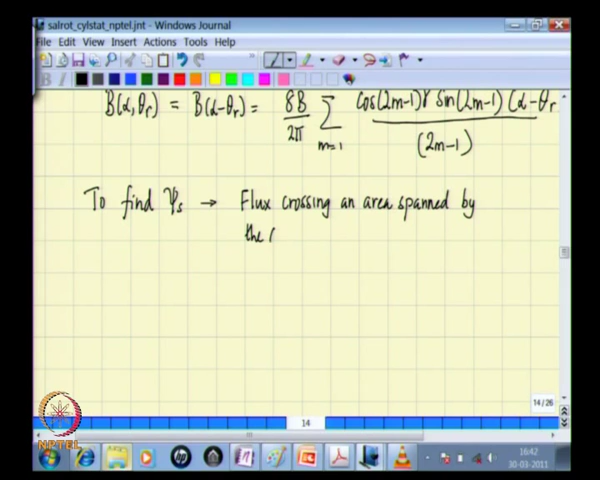 salrot_cylstat_nptel.jnt - Windows Journal
File Edit View Insert Actions Tools Help
B(α,θr) = B(α-θr) = 8B/2π ∑ m=1 cos(2m-1)γ sin(2m-1)(α-θr / (2m-1)
To find ψs → Flux crossing an area spanned by
the (
14/26
14
NPTEL
16:42
30-03-2011